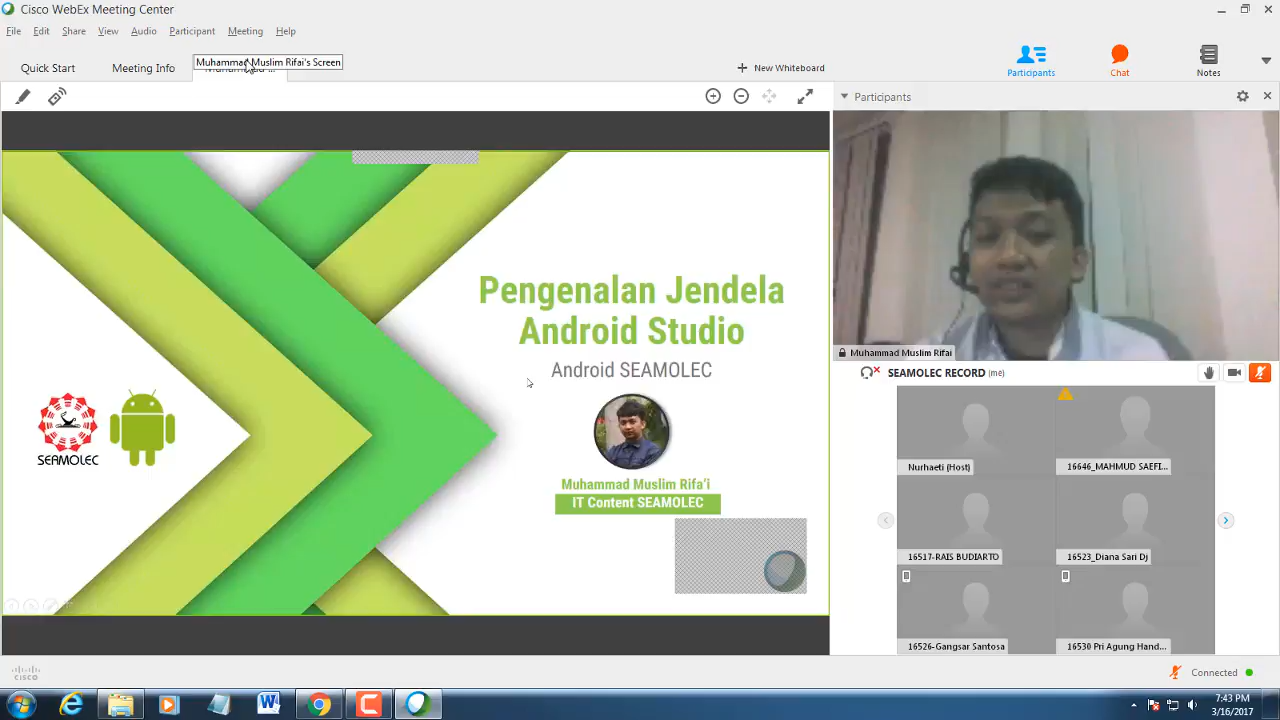 Cisco WebEx Meeting Center
File Edit Share View Audio Participant Meeting Help
Quick Start
Meeting Info
Muhammad Muslim Rifai's Screen
New Whiteboard
Participants
Chat
Notes
Participants
Pengenalan Jendela
Android Studio
Android SEAMOLEC
SEAMOLEC
Muhammad Muslim Rifa'i
IT Content SEAMOLEC
Muhammad Muslim Rifai
SEAMOLEC RECORD (me)
Nurhaeti (Host)
16646_MAHMUD SAEFI...
16517-RAIS BUDIARTO
16523_Diana Sari Dj
16526-Gangsar Santosa
16530 Pri Agung Hand...
cisco
Connected
7:43 PM
3/16/2017